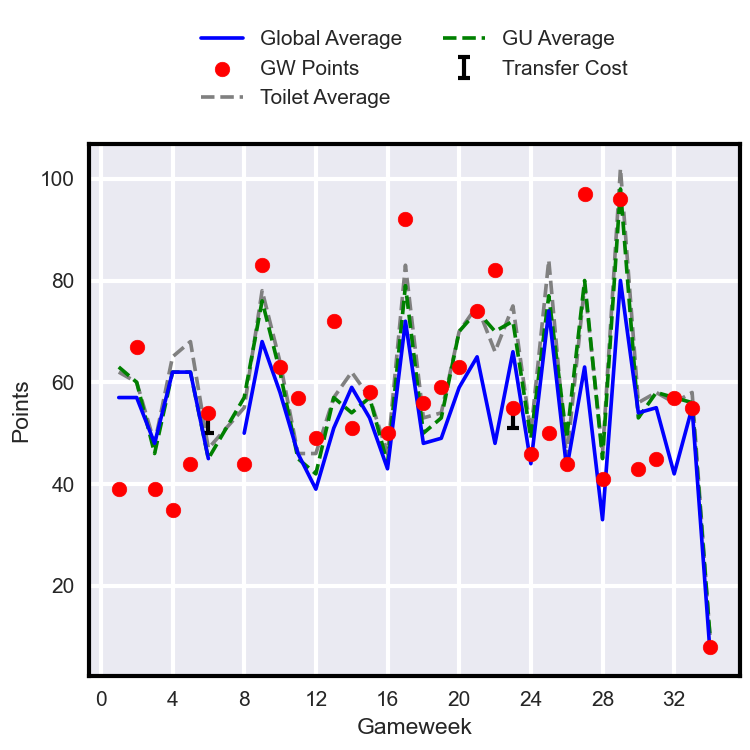 Global Average
GW Points
Toilet Average
GU Average
Transfer Cost
100
80
60
40
20
Points
0 4 8 12 16 20 24 28 32
Gameweek